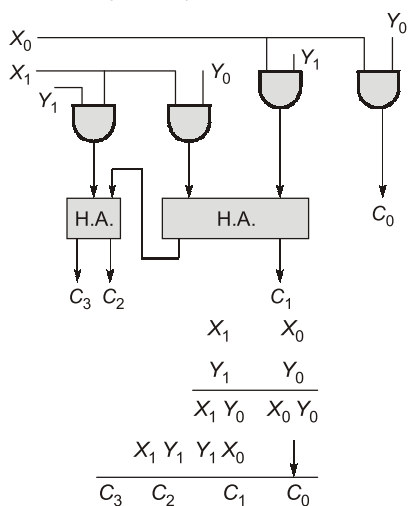 Y₀
X₀
Y₁
X₁
Y₀
Y₁
C₀
H.A. H.A.
C₃ C₂ C₁
X₁ X₀
Y₁ Y₀
X₁ Y₀ X₀ Y₀
X₁ Y₁ Y₁ X₀
C₃ C₂ C₁ C₀